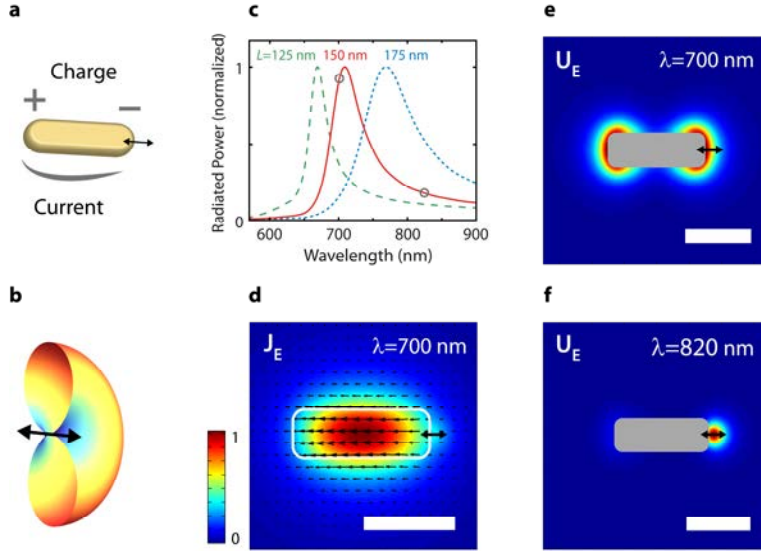 a
Charge
+ −
Current
b
c
L=125 nm 150 nm 175 nm
Radiated Power (normalized)
1
0
600 700 800 900
Wavelength (nm)
d
J_E λ=700 nm
1
0
e
U_E λ=700 nm
f
U_E λ=820 nm